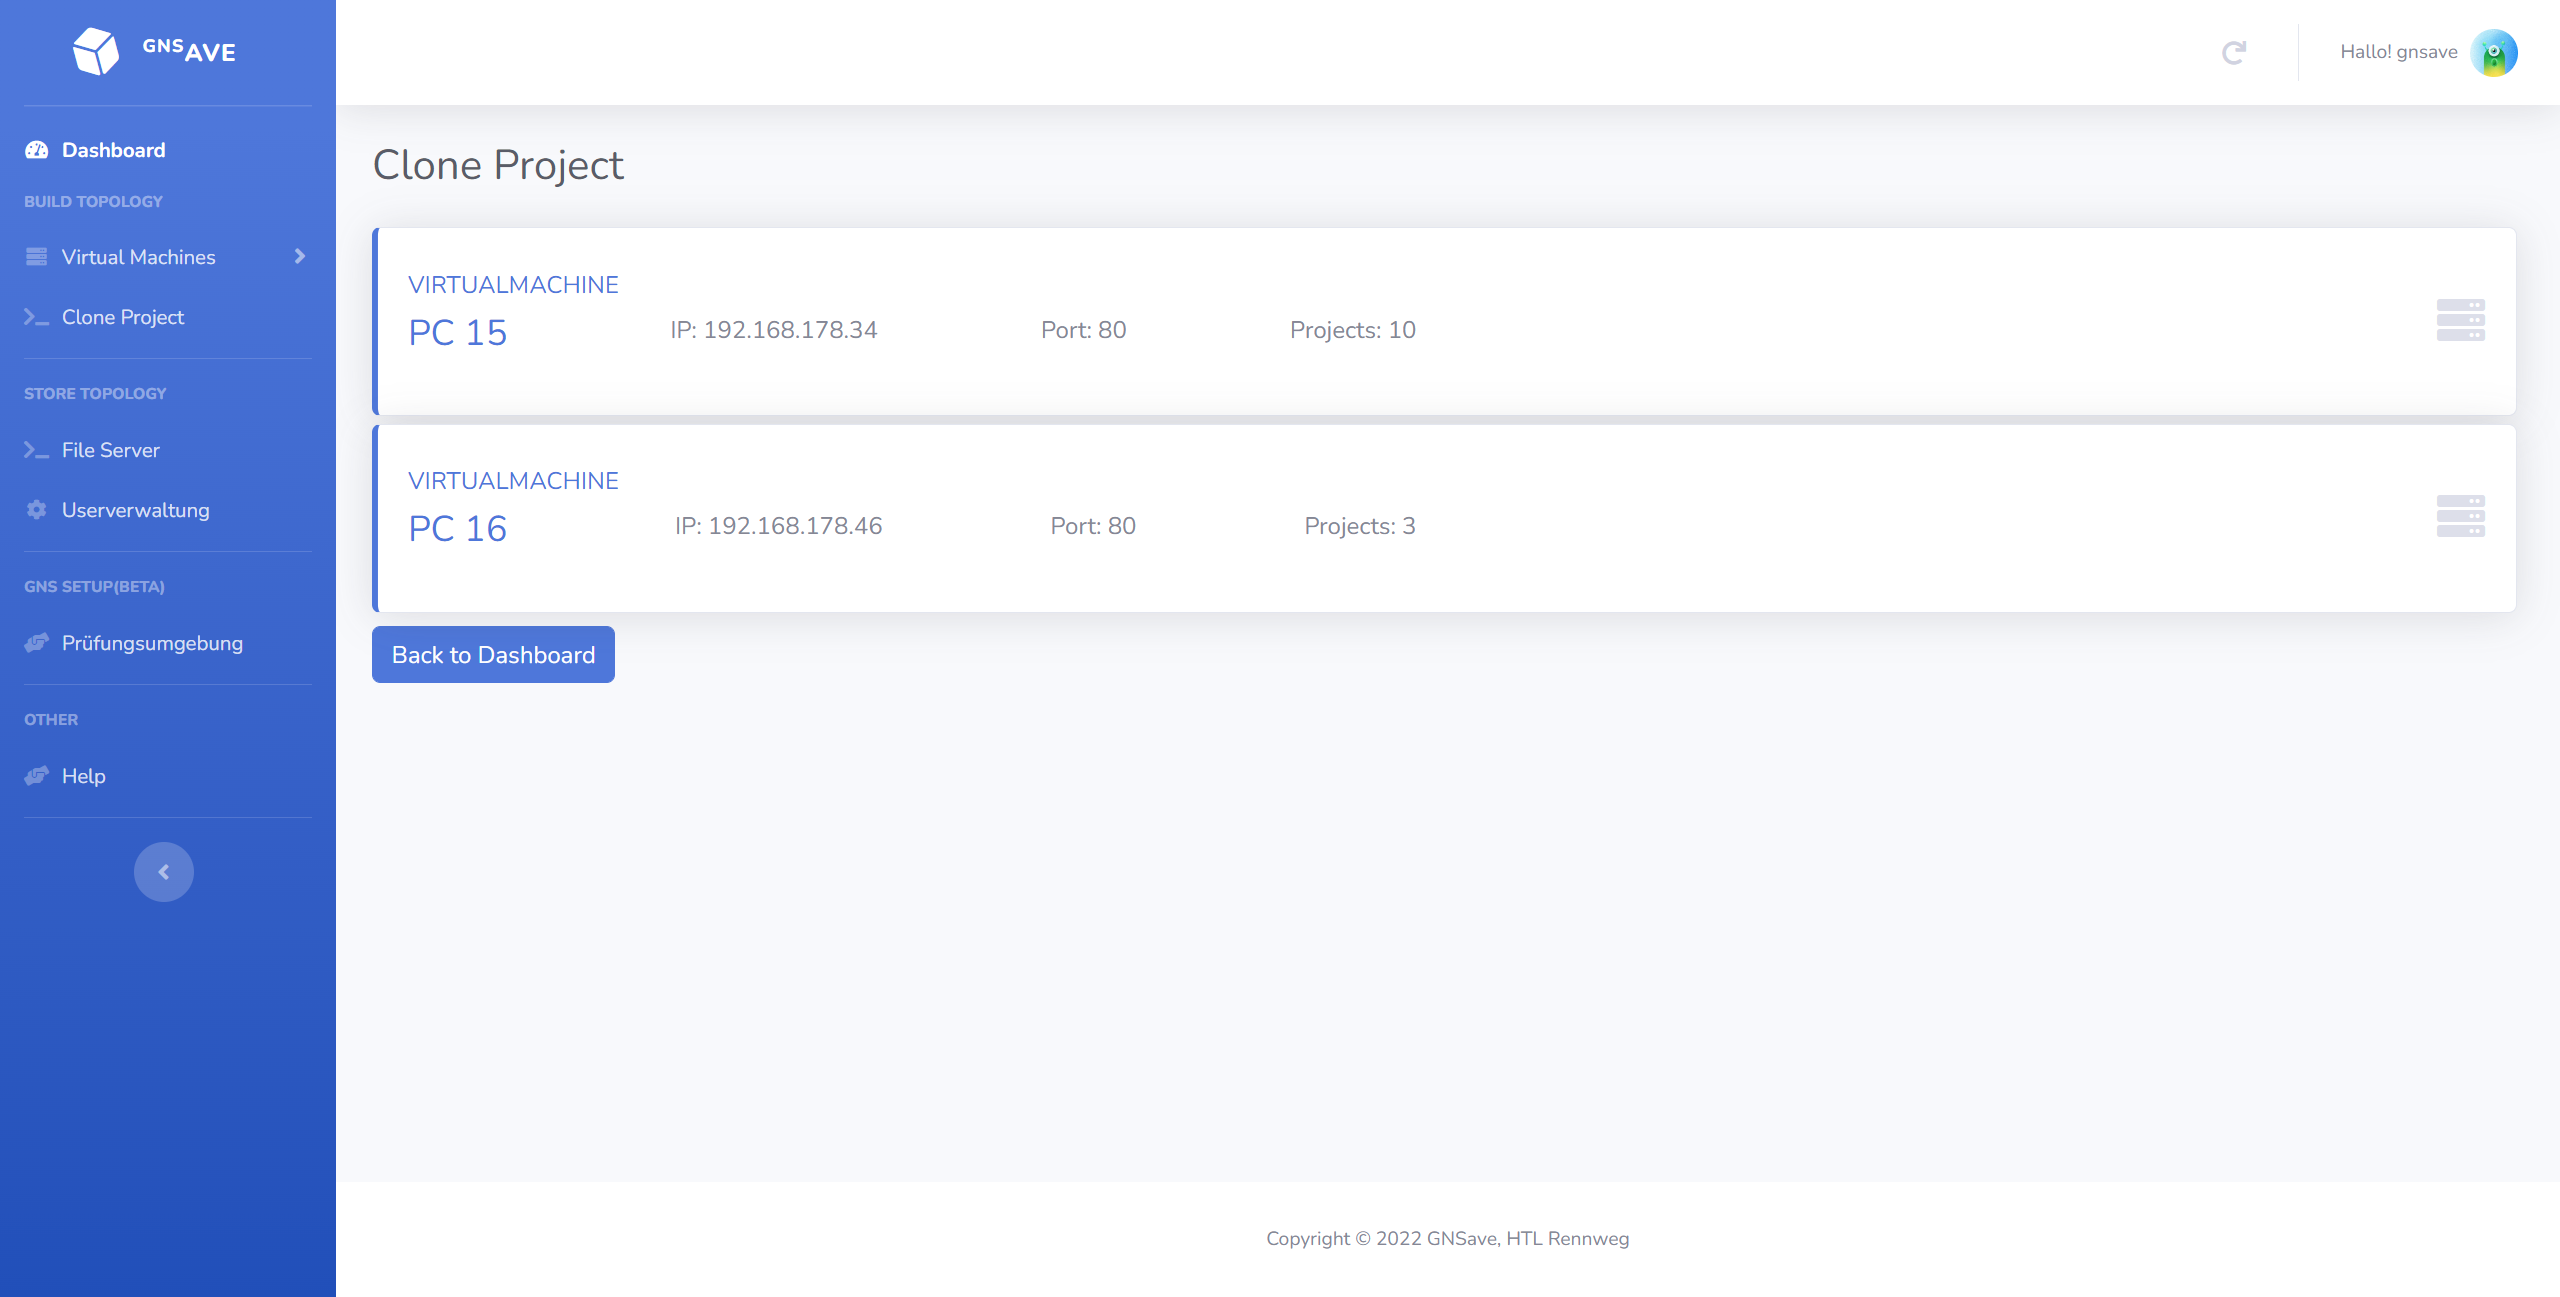 GNSAVE
Hallo! gnsave
Dashboard
BUILD TOPOLOGY
Virtual Machines
Clone Project
STORE TOPOLOGY
File Server
Userverwaltung
GNS SETUP(BETA)
Prüfungsumgebung
OTHER
Help
Clone Project
VIRTUALMACHINE
PC 15 IP: 192.168.178.34 Port: 80 Projects: 10
VIRTUALMACHINE
PC 16 IP: 192.168.178.46 Port: 80 Projects: 3
Back to Dashboard
Copyright © 2022 GNSave, HTL Rennweg